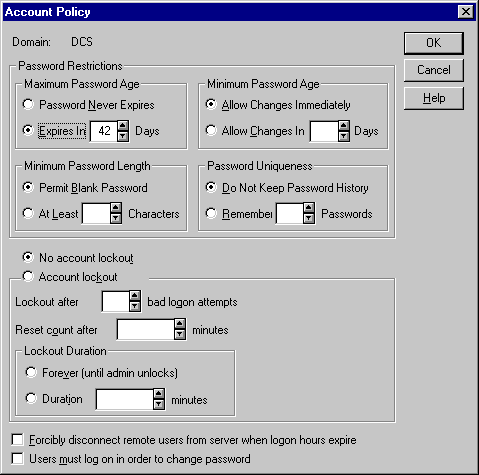 Account Policy
Domain: DCS
OK
Cancel
Help
Password Restrictions
Maximum Password Age
Password Never Expires
Expires In 42 Days
Minimum Password Age
Allow Changes Immediately
Allow Changes In Days
Minimum Password Length
Permit Blank Password
At Least Characters
Password Uniqueness
Do Not Keep Password History
Remember Passwords
No account lockout
Account lockout
Lockout after bad logon attempts
Reset count after minutes
Lockout Duration
Forever (until admin unlocks)
Duration minutes
Forcibly disconnect remote users from server when logon hours expire
Users must log on in order to change password